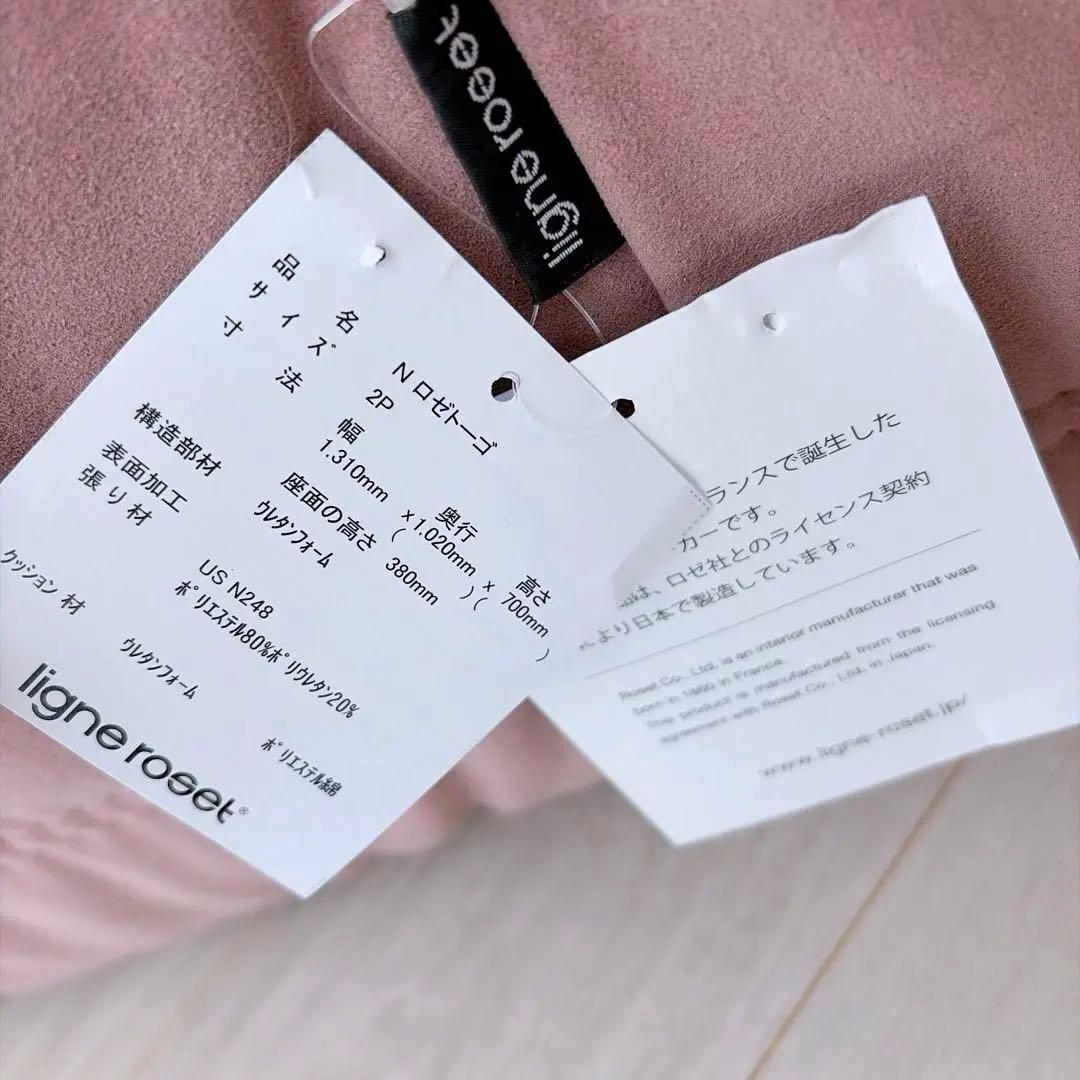 ligne roset
品名 N ロゼトーゴ
サイズ 2P
寸法 幅 奥行 高さ
1.310mm x 1.020mm x 700mm
( 座面の高さ 380mm ) ( )
構造部材 ウレタンフォーム
表面加工
張り材 US N248
ポリエステル80%ポリウレタン20%
クッション材 ウレタンフォーム
ポリエステル綿
ligne roset®
ランスで誕生した
カーです。
は、ロゼ社とのライセンス契約
より日本で製造しています。
Roset Co., Ltd. is an interior manufacturer that was
born in 1860 in France.
This product is manufactured from the licensing
agreement with Roset Co., Ltd. in Japan.
www.ligne-roset.jp/